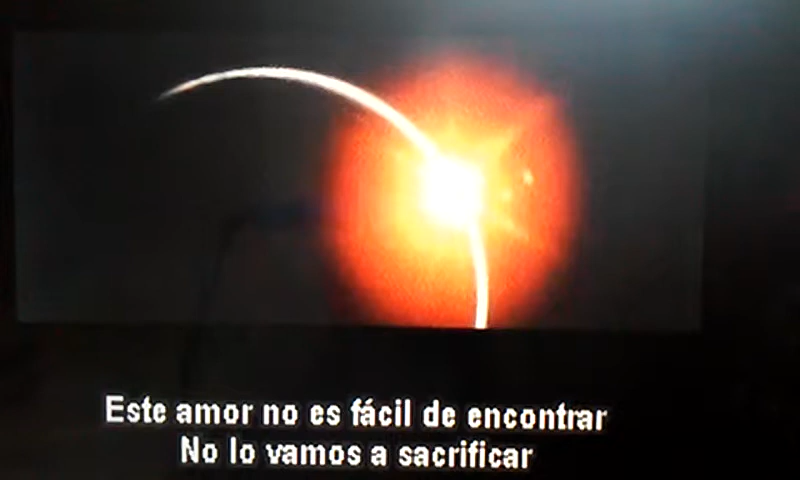 Este amor no es fácil de encontrar
No lo vamos a sacrificar